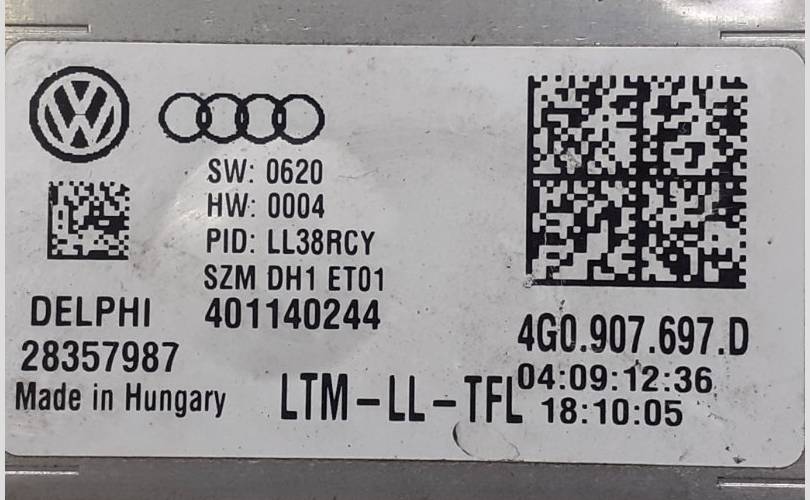 SW: 0620
HW: 0004
PID: LL38RCY
SZM DH1 ET01
401140244
DELPHI
28357987
Made in Hungary
LTM-LL-TFL
4G0.907.697.D
04:09:12:36
18:10:05